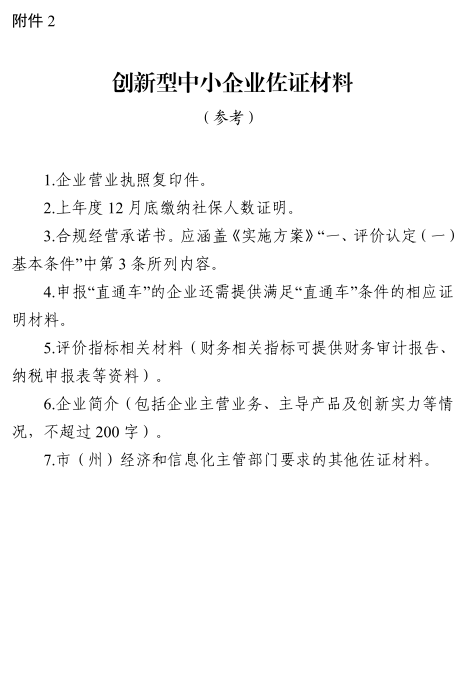 附件 2
创新型中小企业佐证材料
（参考）
1.企业营业执照复印件。
2.上年度 12 月底缴纳社保人数证明。
3.合规经营承诺书。应涵盖《实施方案》“一、评价认定（一）
基本条件”中第 3 条所列内容。
4.申报“直通车”的企业还需提供满足“直通车”条件的相应证
明材料。
5.评价指标相关材料（财务相关指标可提供财务审计报告、
纳税申报表等资料）。
6.企业简介（包括企业主营业务、主导产品及创新实力等情
况，不超过 200 字）。
7.市（州）经济和信息化主管部门要求的其他佐证材料。